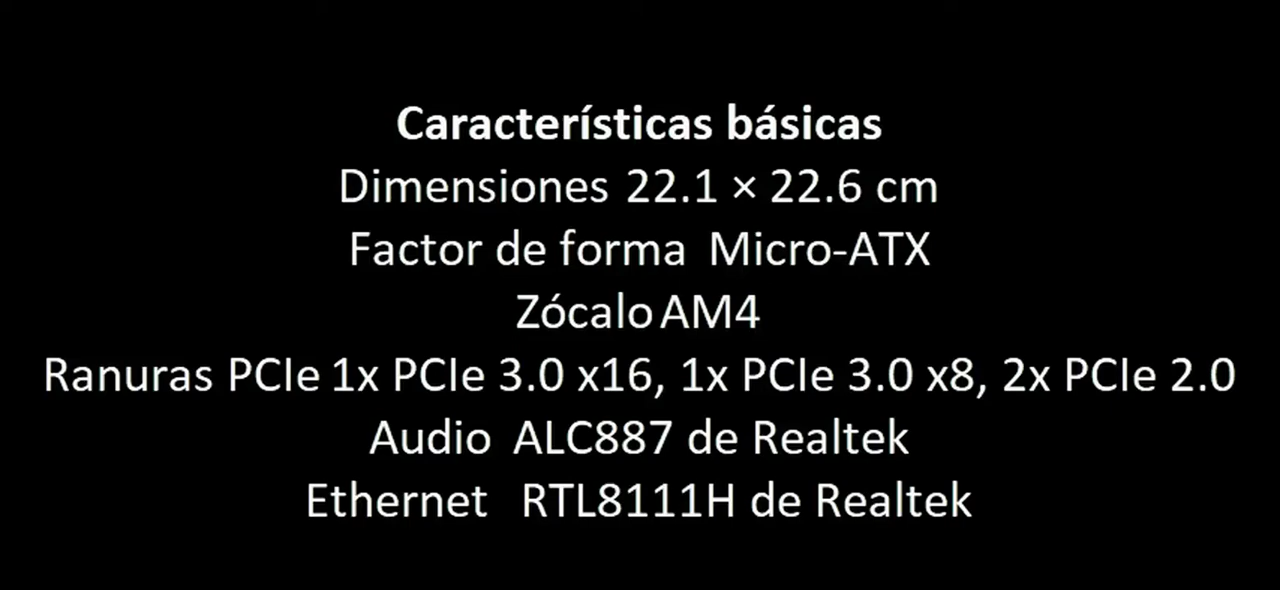 Características básicas
Dimensiones 22.1 × 22.6 cm
Factor de forma Micro-ATX
Zócalo AM4
Ranuras PCIe 1x PCIe 3.0 x16, 1x PCIe 3.0 x8, 2x PCIe 2.0
Audio ALC887 de Realtek
Ethernet RTL8111H de Realtek